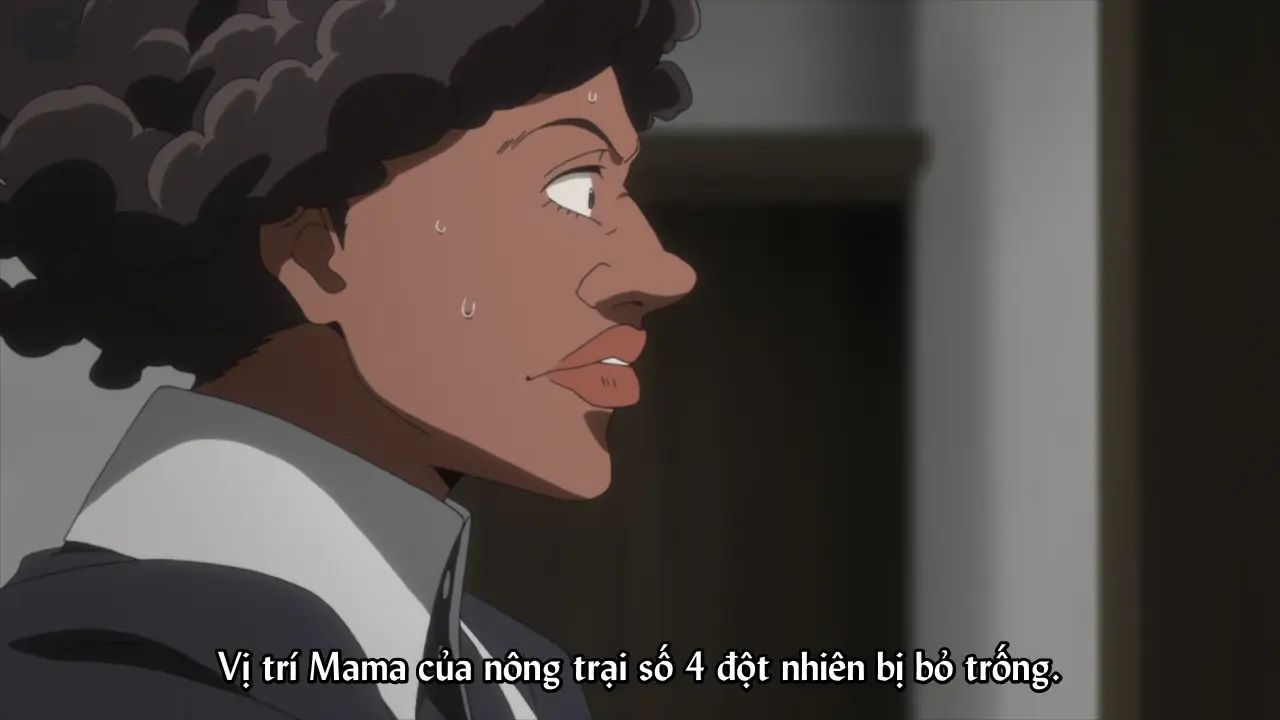 Vị trí Mama của nông trại số 4 đột nhiên bị bỏ trống.